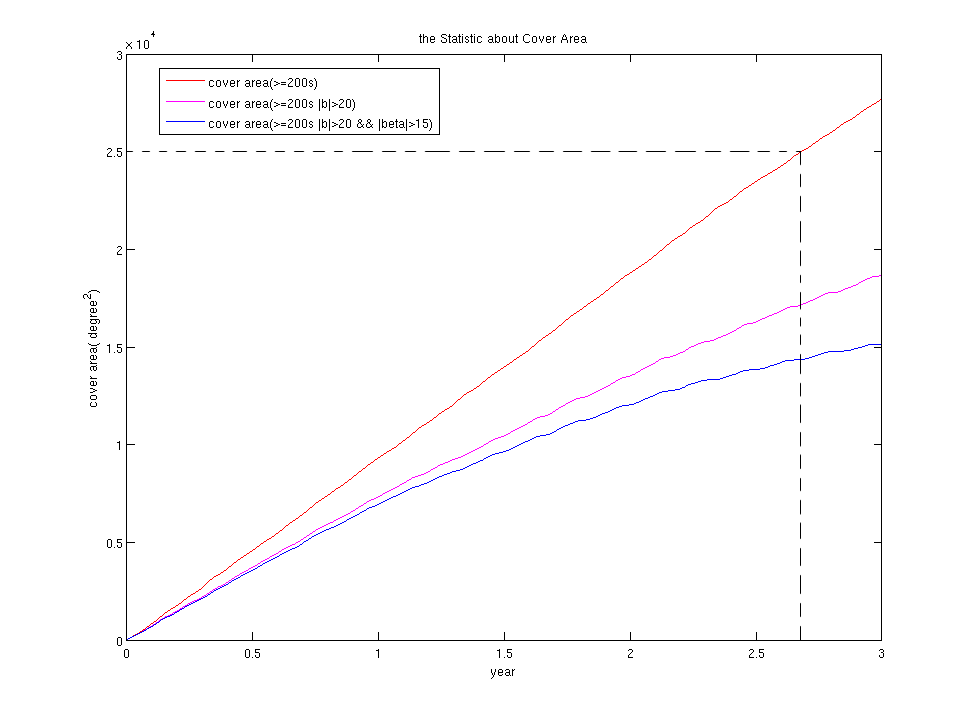 the Statistic about Cover Area
× 10^4
cover area(>=200s)
cover area(>=200s |b|>20)
cover area(>=200s |b|>20 && |beta|>15)
3
2.5
2
1.5
1
0.5
0
cover area( degree^2)
0 0.5 1 1.5 2 2.5 3
year